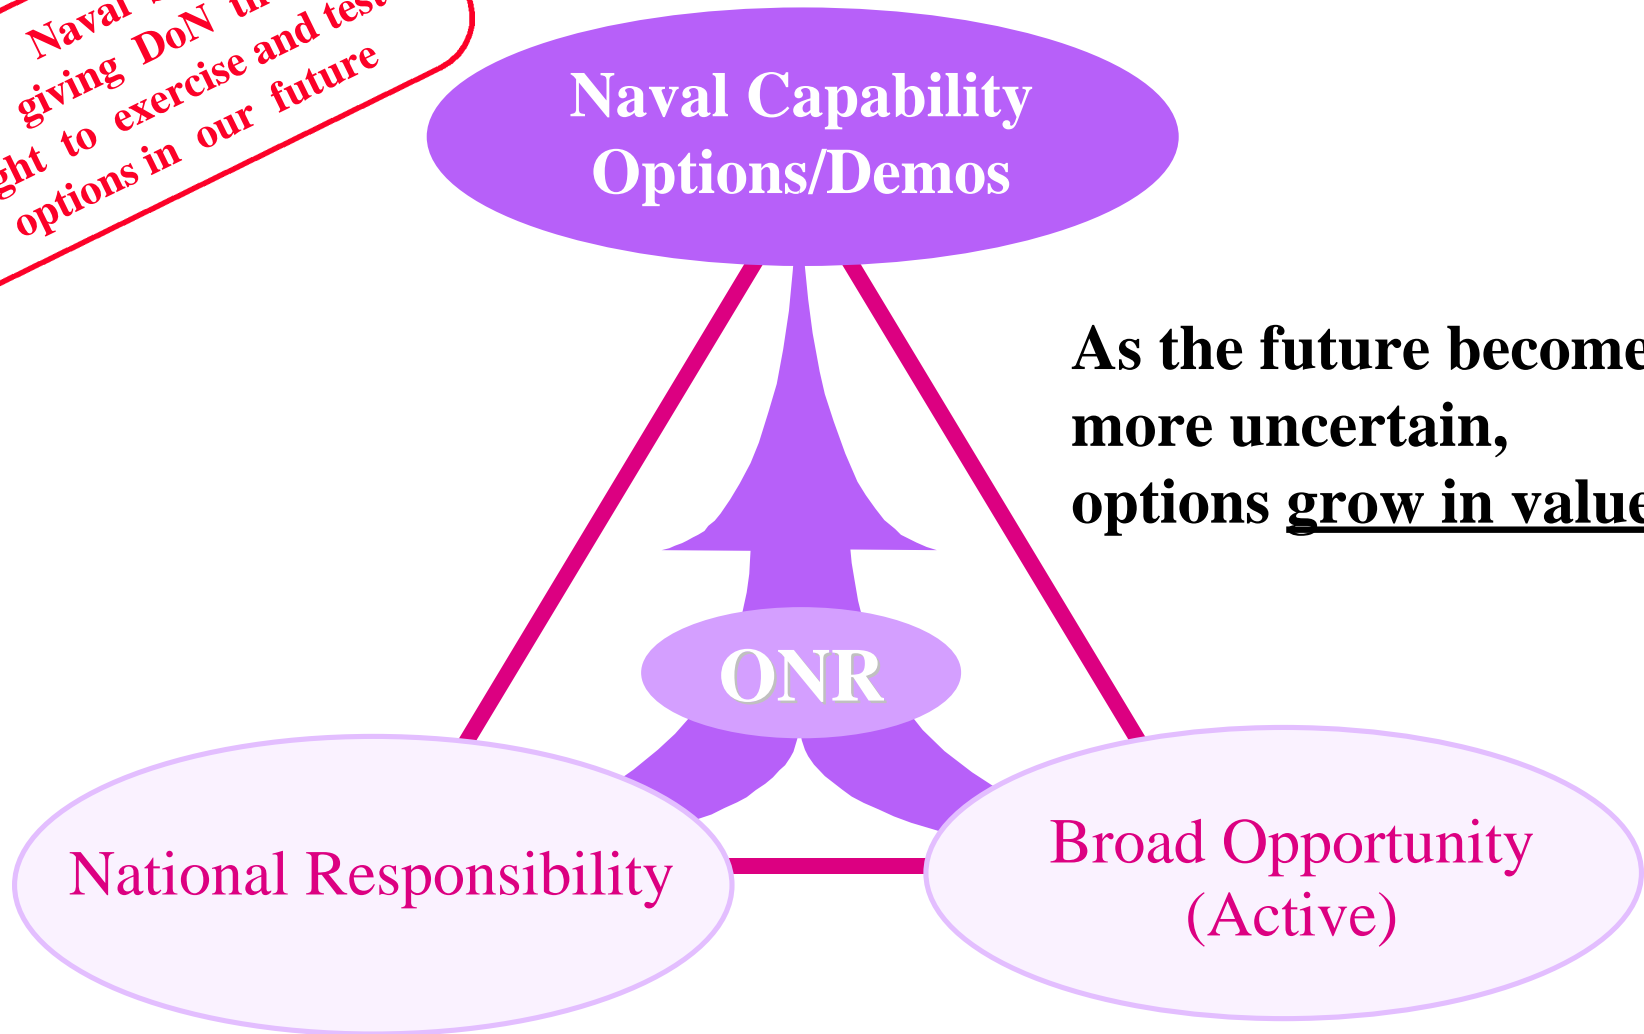 Naval
giving DoN
to exercise and test
options in our future
Naval Capability
Options/Demos
As the future become
more uncertain,
options grow in value
ONR
National Responsibility
Broad Opportunity
(Active)